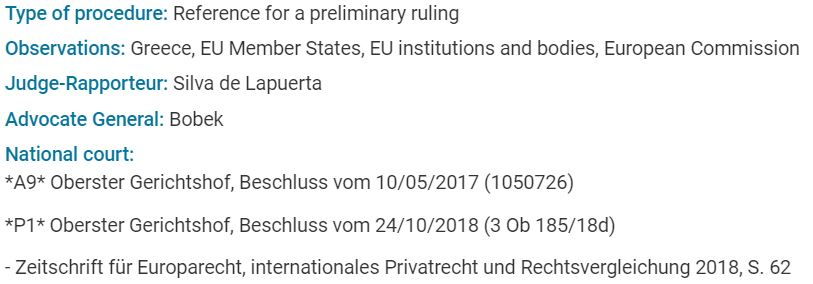 Type of procedure: Reference for a preliminary ruling
Observations: Greece, EU Member States, EU institutions and bodies, European Commission
Judge-Rapporteur: Silva de Lapuerta
Advocate General: Bobek
National court:
*A9* Oberster Gerichtshof, Beschluss vom 10/05/2017 (1050726)
*P1* Oberster Gerichtshof, Beschluss vom 24/10/2018 (3 Ob 185/18d)
- Zeitschrift für Europarecht, internationales Privatrecht und Rechtsvergleichung 2018, S. 62